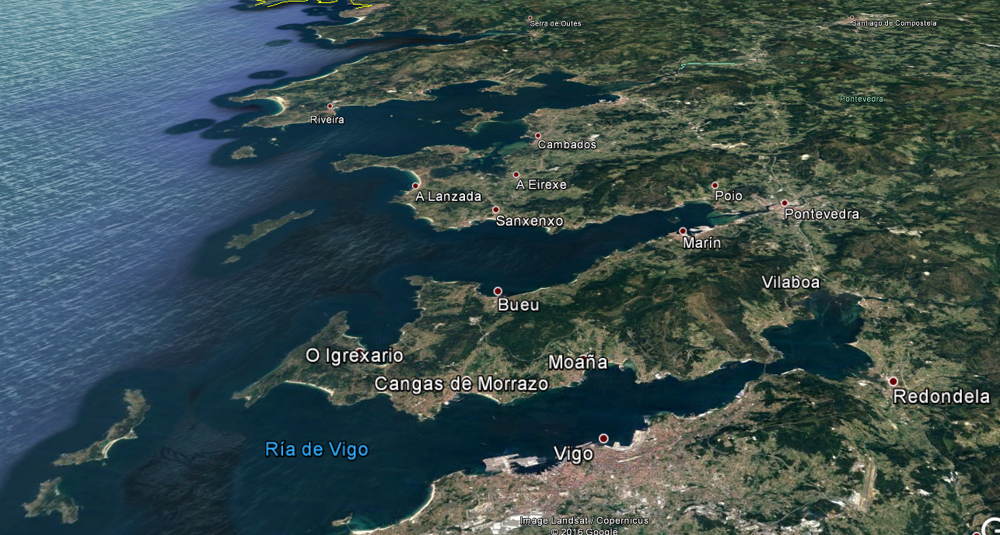 Serra de Outes
Santiago de Compostela
Pontevedra
Riveira
Cambados
A Eirexe
A Lanzada
Poio
Pontevedra
Sanxenxo
Marín
Vilaboa
Bueu
O Igrexario
Moaña
Cangas de Morrazo
Redondela
Ría de Vigo
Vigo
Image Landsat / Copernicus
© 2016 Google